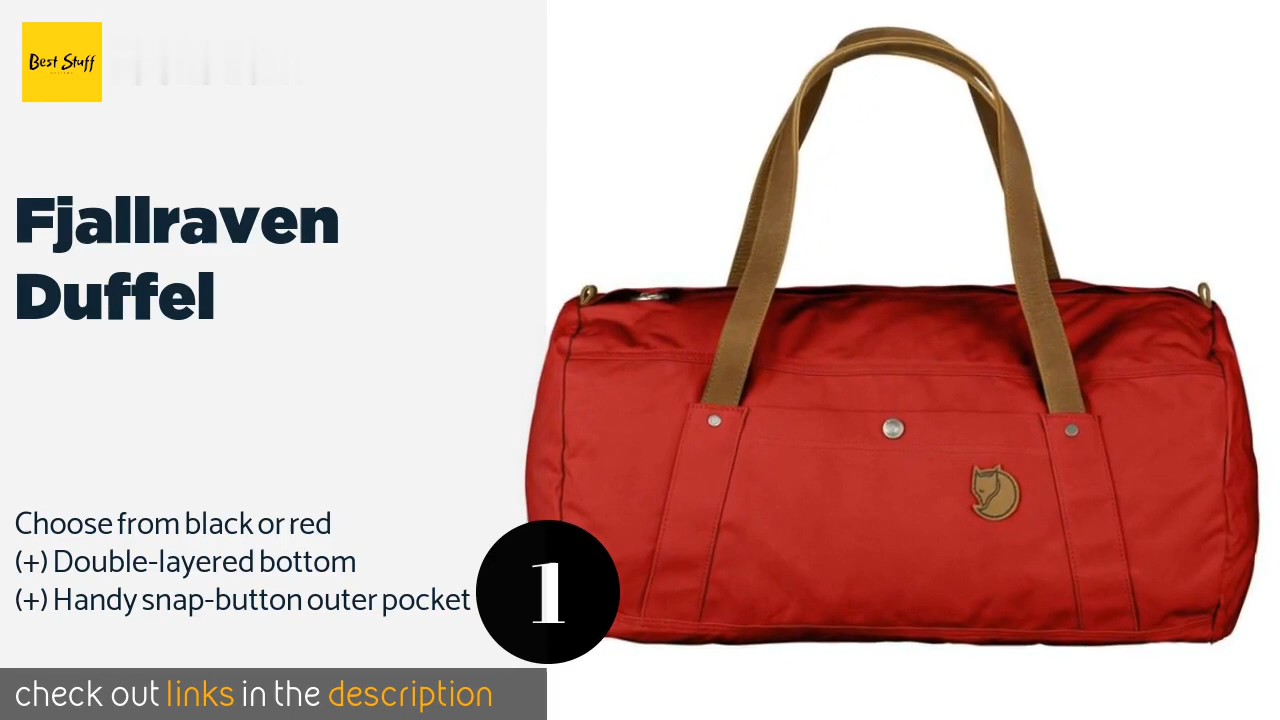 Best Stuff
Fjallraven
Duffel
Choose from black or red
(+) Double-layered bottom
(+) Handy snap-button outer pocket
1
check out links in the description